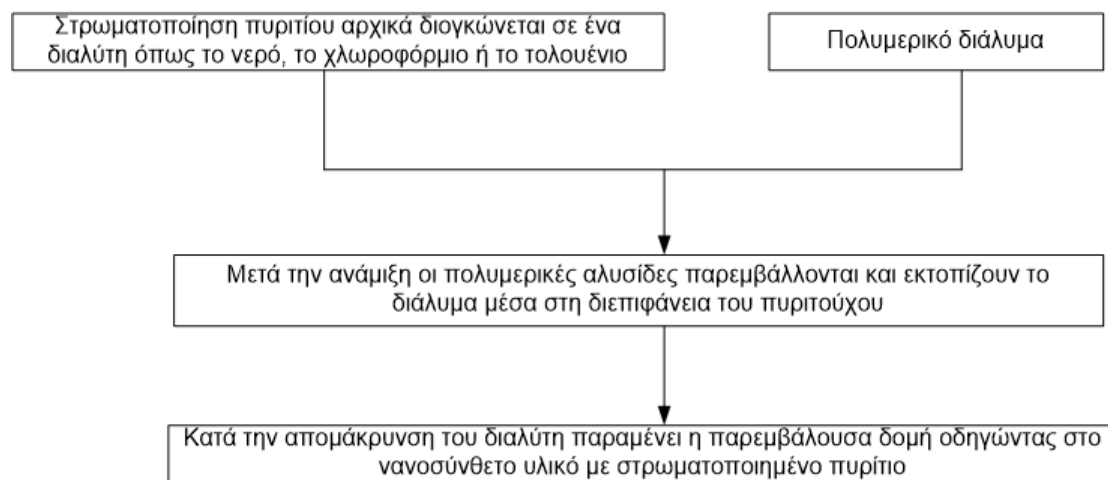 Στρωματοποίηση πυριτίου αρχικά διογκώνεται σε ένα
διαλύτη όπως το νερό, το χλωροφόρμιο ή το τολουένιο
Πολυμερικό διάλυμα
Μετά την ανάμιξη οι πολυμερικές αλυσίδες παρεμβάλλονται και εκτοπίζουν το
διάλυμα μέσα στη διεπιφάνεια του πυριτούχου
Κατά την απομάκρυνση του διαλύτη παραμένει η παρεμβάλουσα δομή οδηγώντας στο
νανοσύνθετο υλικό με στρωματοποιημένο πυρίτιο